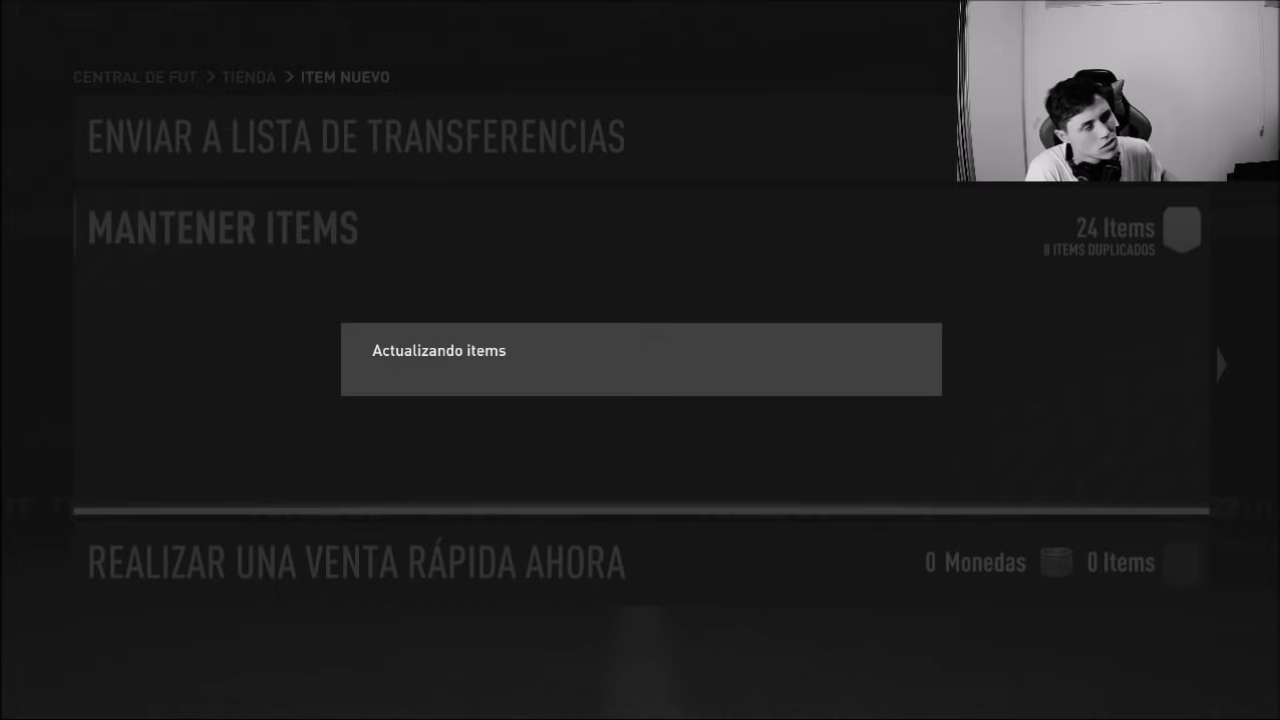 CENTRAL DE FUT > TIENDA > ITEM NUEVO
ENVIAR A LISTA DE TRANSFERENCIAS
MANTENER ITEMS
24 Items
8 ITEMS DUPLICADOS
Actualizando items
REALIZAR UNA VENTA RÁPIDA AHORA
0 Monedas
0 Items